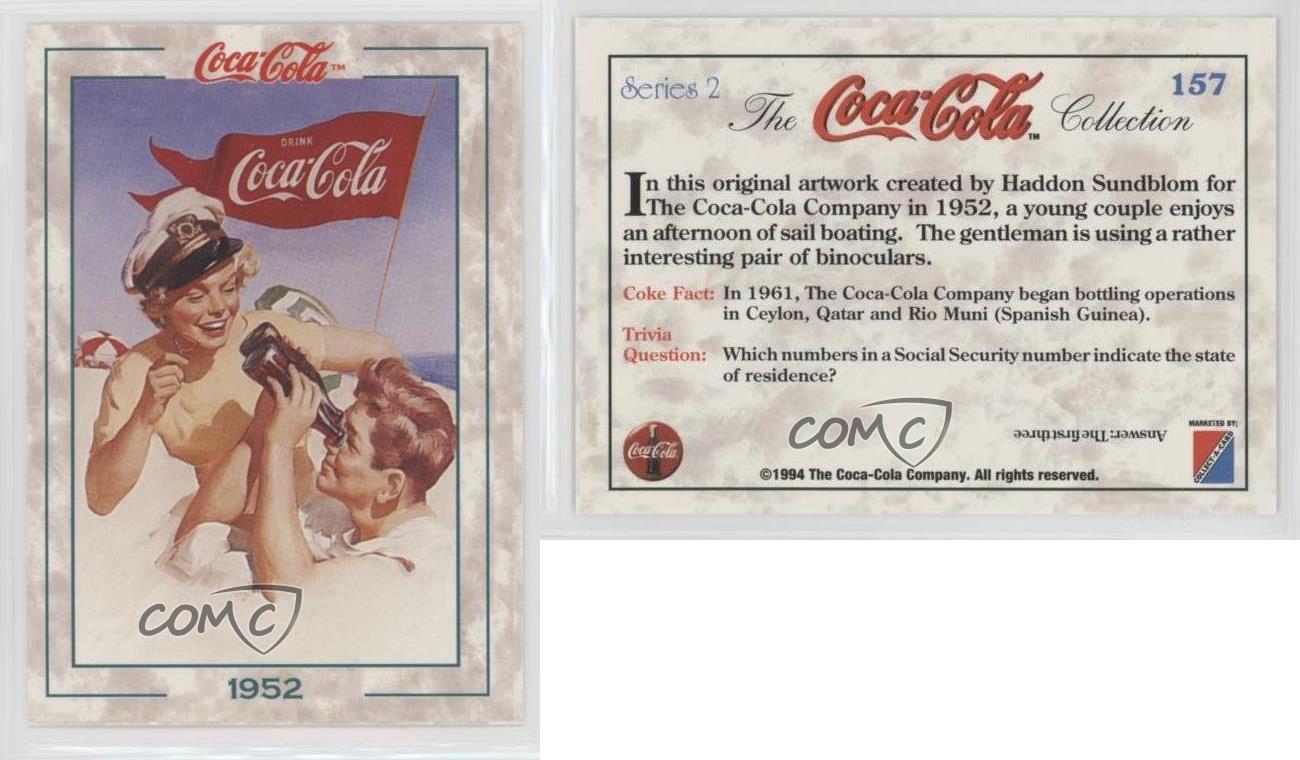 Coca-Cola™
DRINK
Coca-Cola
COMC
1952
Series 2
157
The Coca-Cola™ Collection
In this original artwork created by Haddon Sundblom for
The Coca-Cola Company in 1952, a young couple enjoys
an afternoon of sail boating. The gentleman is using a rather
interesting pair of binoculars.
Coke Fact: In 1961, The Coca-Cola Company began bottling operations
in Ceylon, Qatar and Rio Muni (Spanish Guinea).
Trivia
Question: Which numbers in a Social Security number indicate the state
of residence?
COMC
Answer: The first three
MARKETED BY:
Coca-Cola
COLLECT-A-CARD
©1994 The Coca-Cola Company. All rights reserved.